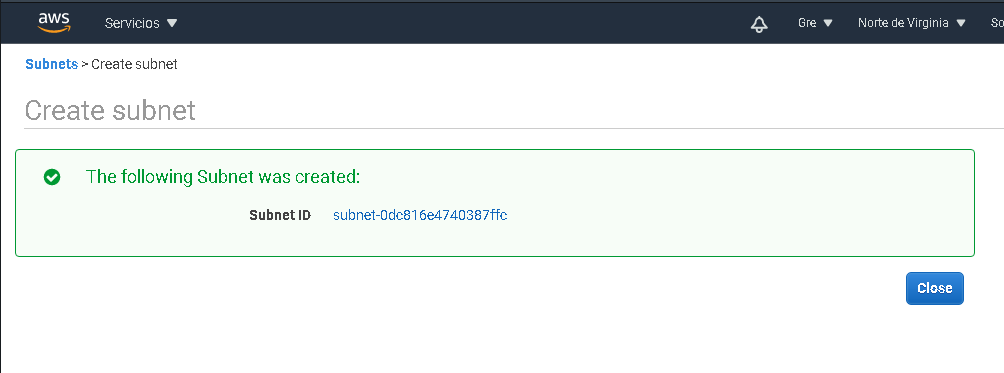 aws Servicios Gre Norte de Virginia So
Subnets > Create subnet
Create subnet
The following Subnet was created:
Subnet ID subnet-0dc816e4740387ffc
Close